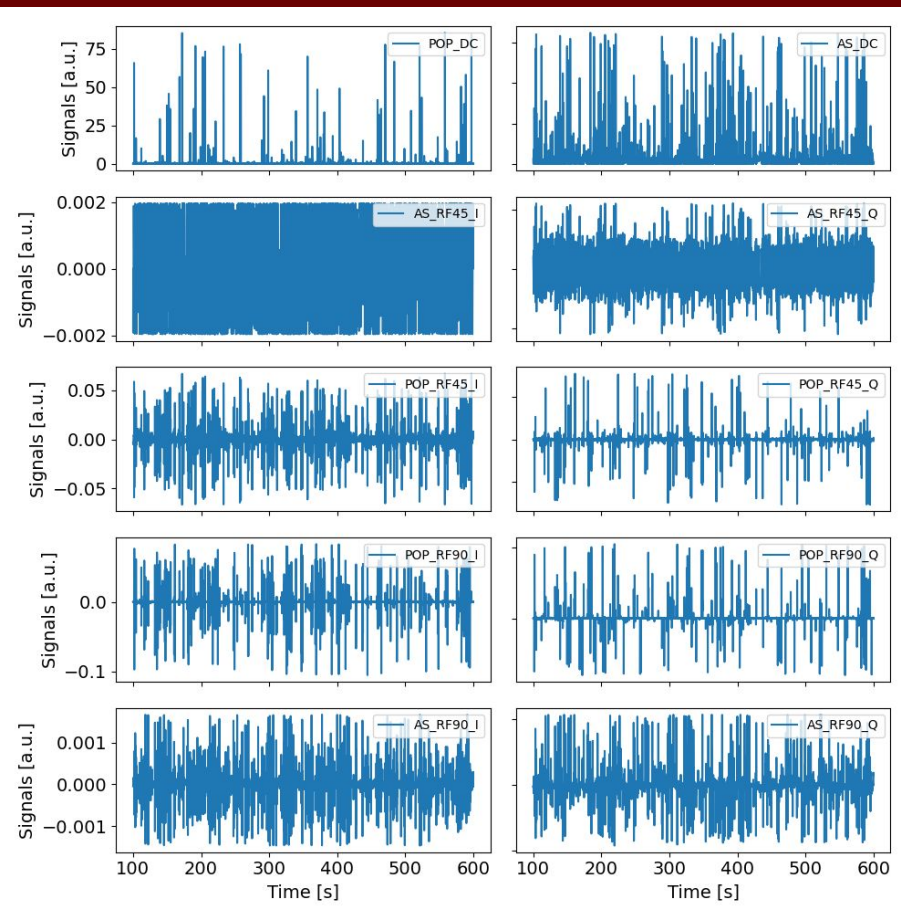 Signals [a.u.]
75
50
25
0
POP_DC
AS_DC
Signals [a.u.]
0.002
0.000
−0.002
AS_RF45_I
AS_RF45_Q
Signals [a.u.]
0.05
0.00
−0.05
POP_RF45_I
POP_RF45_Q
Signals [a.u.]
0.0
−0.1
POP_RF90_I
POP_RF90_Q
Signals [a.u.]
0.001
0.000
−0.001
AS_RF90_I
AS_RF90_Q
100 200 300 400 500 600
100 200 300 400 500 600
Time [s]
Time [s]